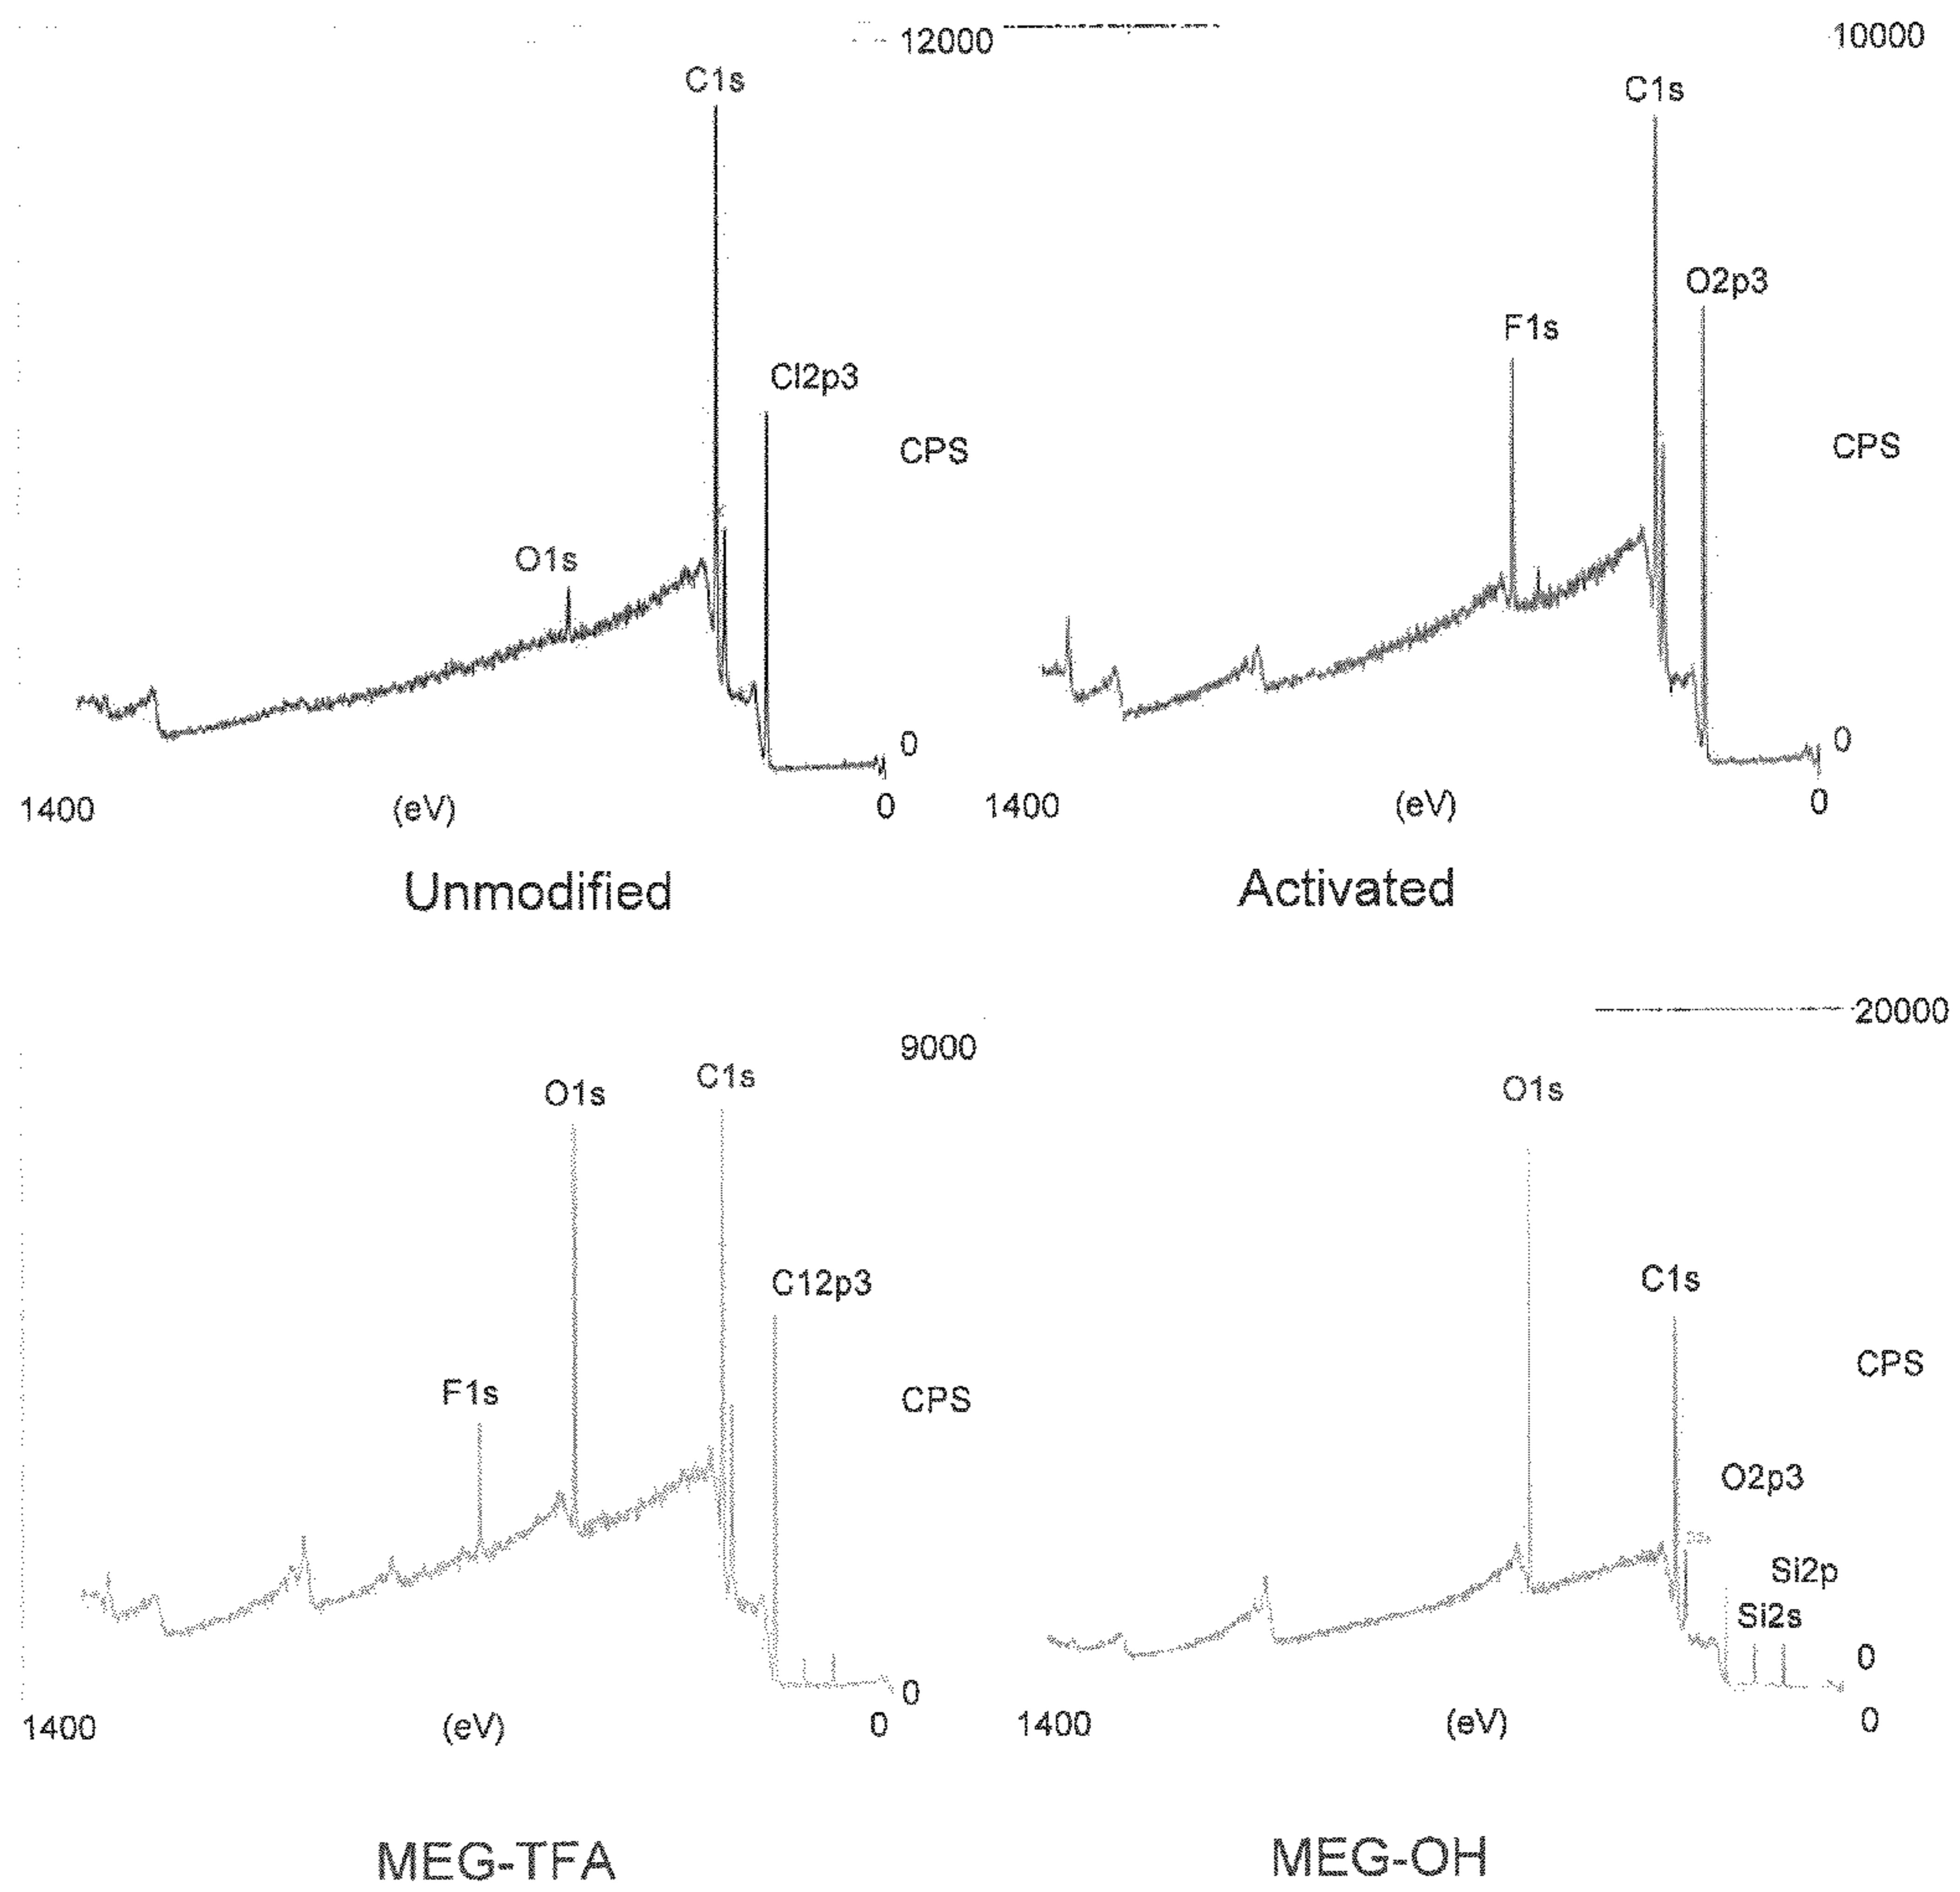 12000
C1s
Cl2p3
CPS
O1s
0
1400
(eV)
0
Unmodified
10000
C1s
O2p3
F1s
CPS
0
1400
(eV)
0
Activated
9000
O1s
C1s
C12p3
F1s
CPS
0
1400
(eV)
0
MEG-TFA
20000
O1s
C1s
CPS
O2p3
Si2p
Si2s
0
1400
(eV)
0
MEG-OH